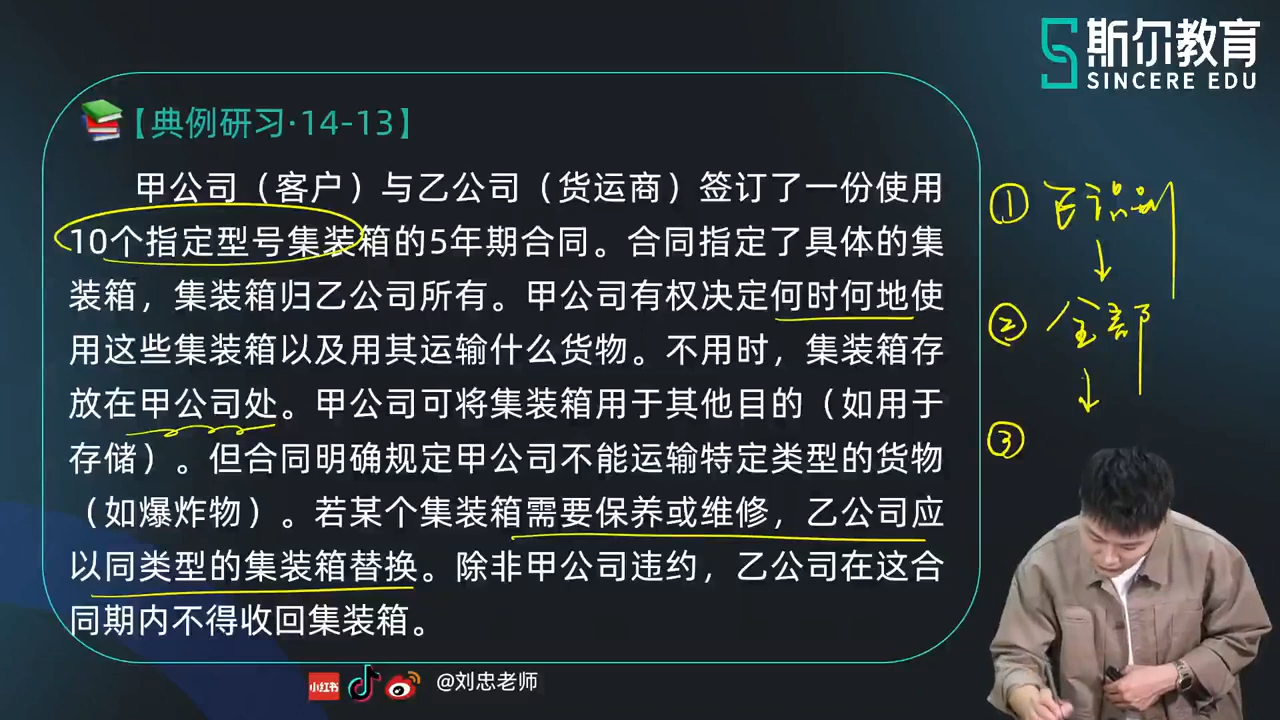 斯尔教育
SINCERE EDU
【典例研习·14-13】
甲公司（客户）与乙公司（货运商）签订了一份使用
10个指定型号集装箱的5年期合同。合同指定了具体的集
装箱，集装箱归乙公司所有。甲公司有权决定何时何地使
用这些集装箱以及用其运输什么货物。不用时，集装箱存
放在甲公司处。甲公司可将集装箱用于其他目的（如用于
存储）。但合同明确规定甲公司不能运输特定类型的货物
（如爆炸物）。若某个集装箱需要保养或维修，乙公司应
以同类型的集装箱替换。除非甲公司违约，乙公司在这合
同期内不得收回集装箱。
① 已识别
② 全部
③
小红书
@刘忠老师